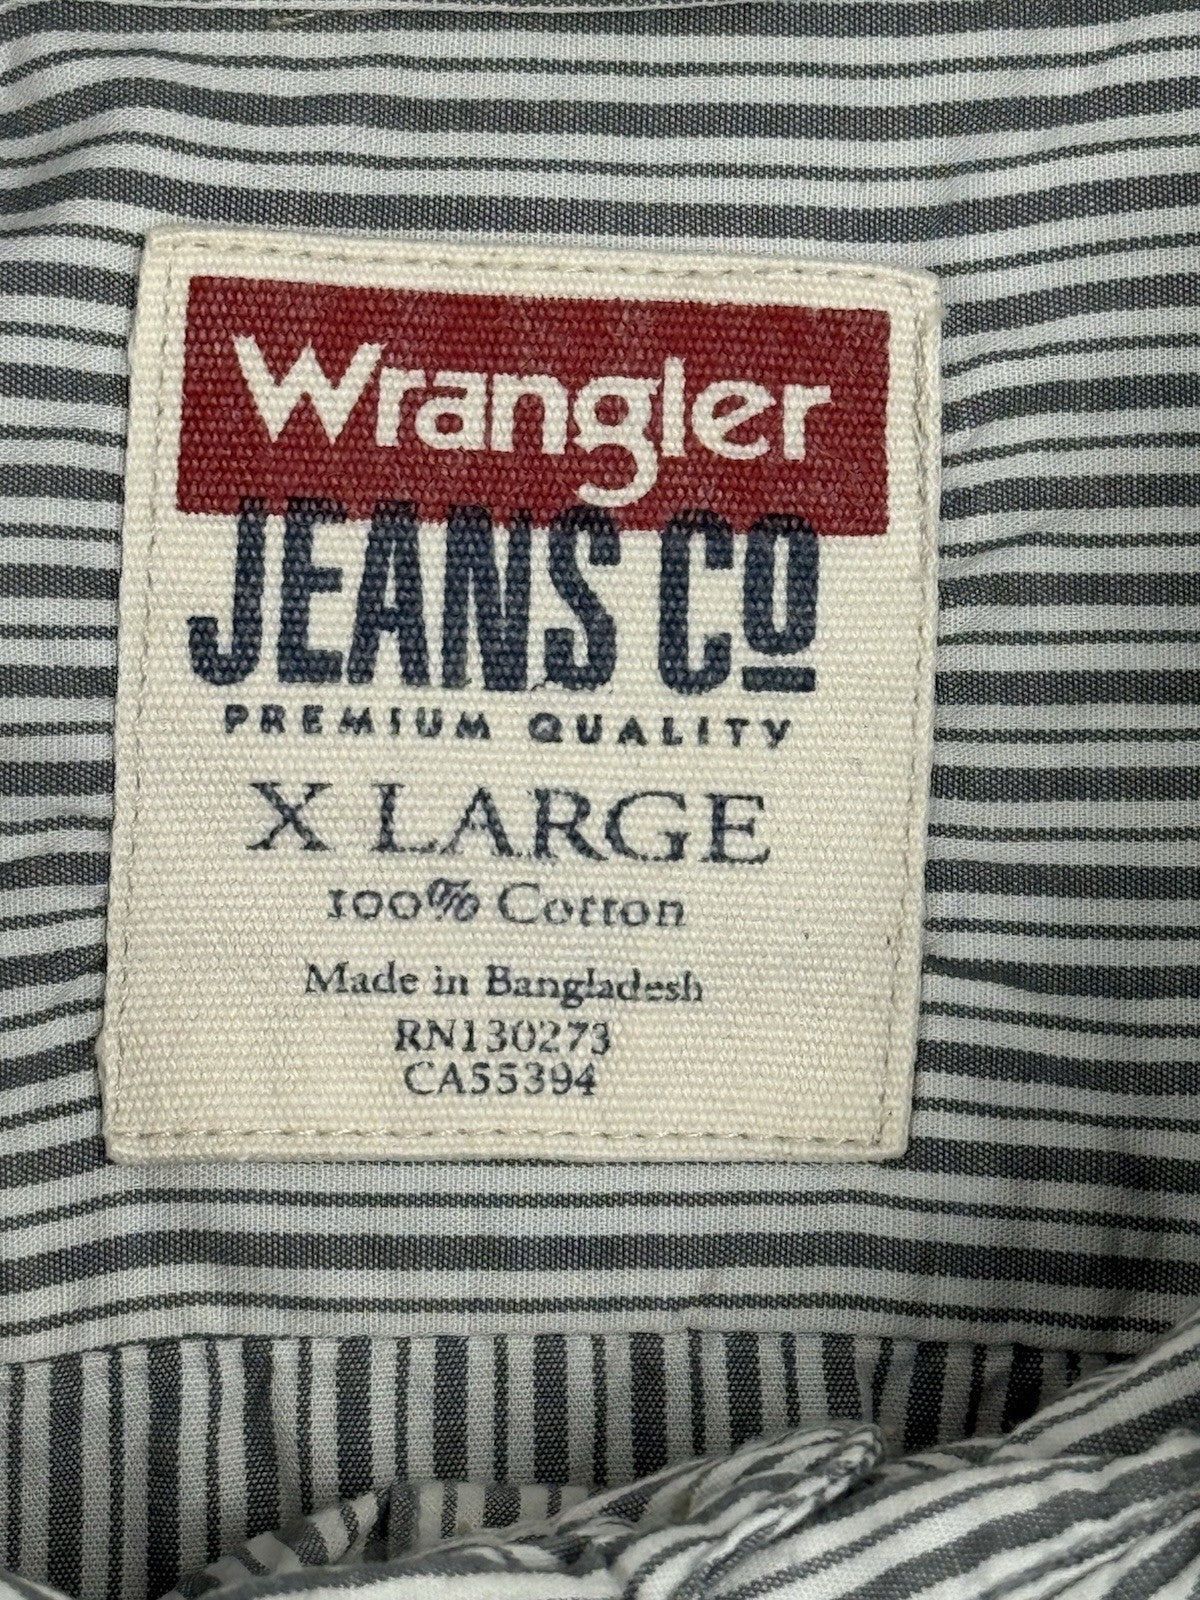 Wrangler
JEANS CO
PREMIUM QUALITY
X LARGE
100% Cotton
Made in Bangladesh
RN130273
CA55394